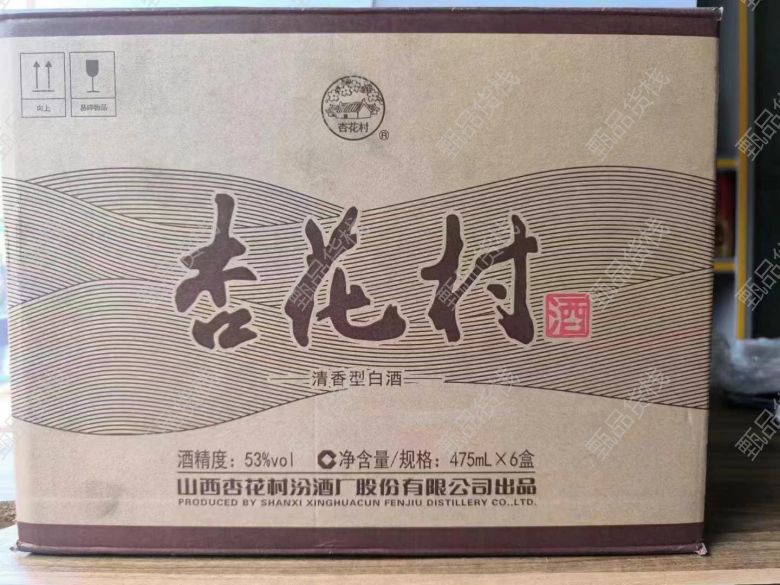 向上
易碎物品
杏花村
®
杏花村
酒
清香型白酒
酒精度：53%vol C净含量/规格：475mL×6盒
山西杏花村汾酒厂股份有限公司出品
PRODUCED BY SHANXI XINGHUACUN FENJIU DISTILLERY CO.,LTD.
甄品货栈